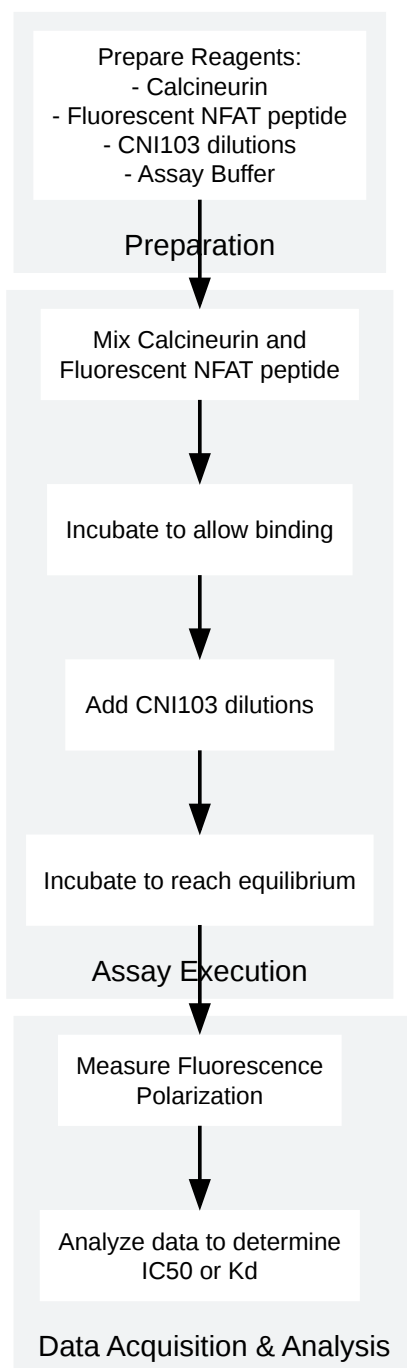 Prepare Reagents:
- Calcineurin
- Fluorescent NFAT peptide
- CNI103 dilutions
- Assay Buffer
Preparation
Mix Calcineurin and
Fluorescent NFAT peptide
Incubate to allow binding
Add CNI103 dilutions
Incubate to reach equilibrium
Assay Execution
Measure Fluorescence
Polarization
Analyze data to determine
IC50 or Kd
Data Acquisition & Analysis